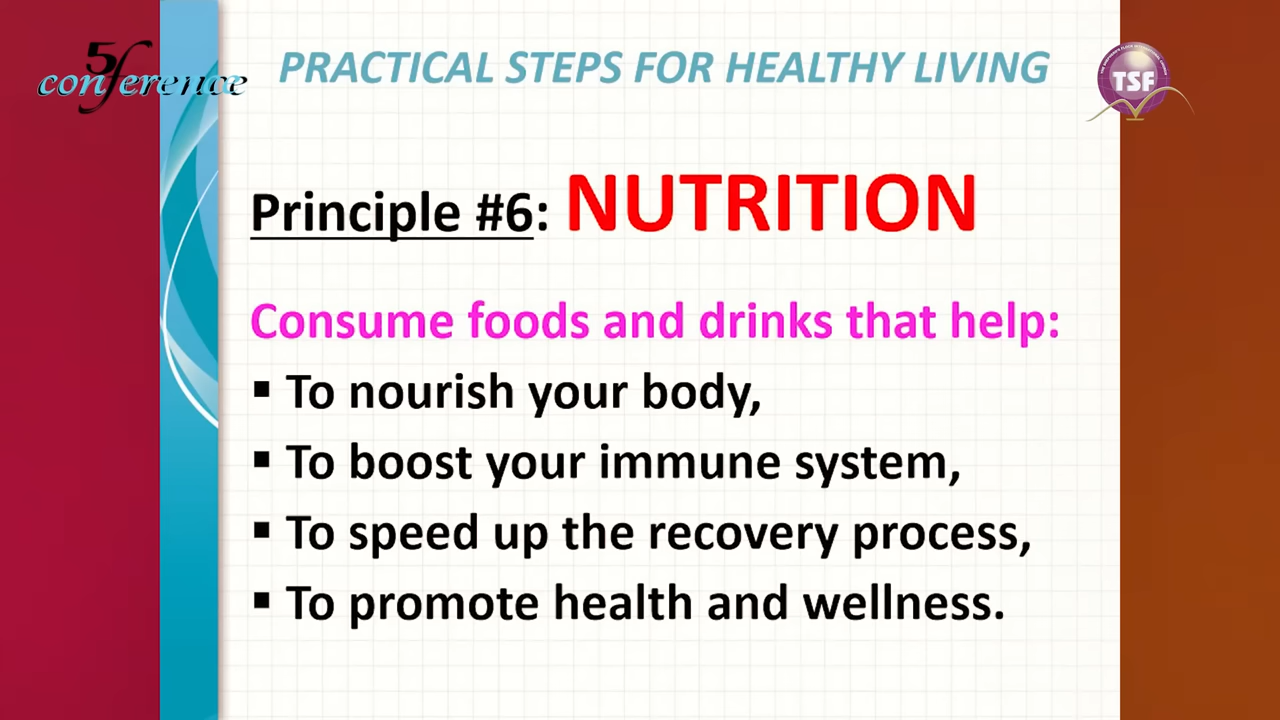 PRACTICAL STEPS FOR HEALTHY LIVING
5f
conference
TSF
Principle #6: NUTRITION
Consume foods and drinks that help:
▪ To nourish your body,
▪ To boost your immune system,
▪ To speed up the recovery process,
▪ To promote health and wellness.